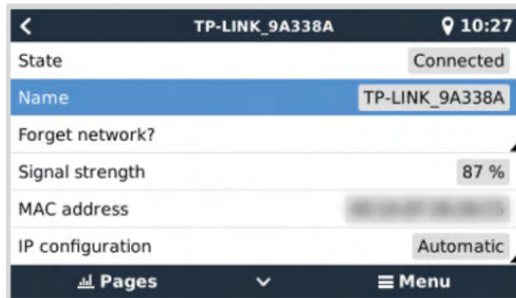 TP-LINK_9A338A 10:27
State Connected
Name TP-LINK_9A338A
Forget network?
Signal strength 87 %
MAC address
IP configuration Automatic
Pages Menu